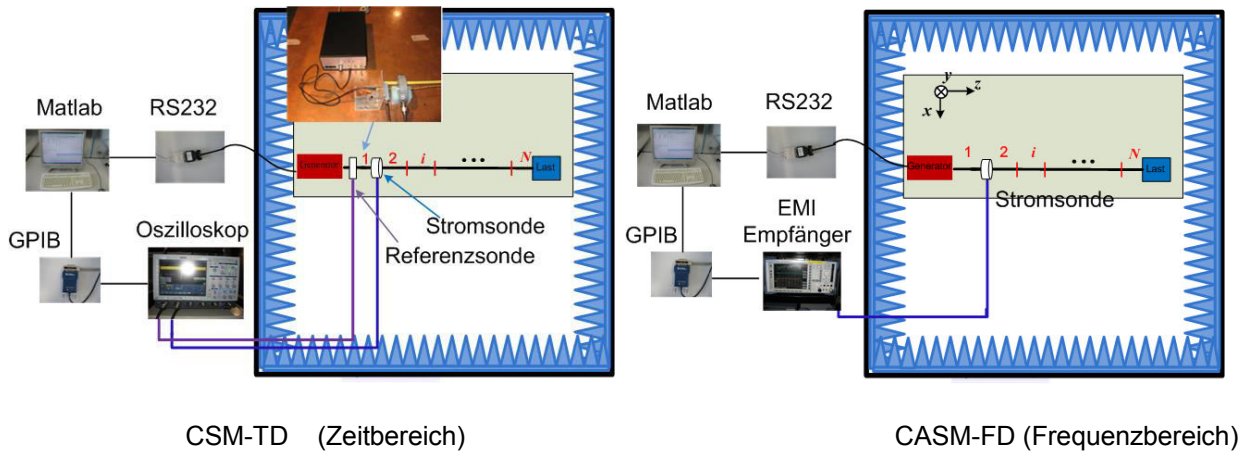 Matlab
RS232
GPIB
Oszilloskop
Generator
1
2
i
...
N
Last
Stromsonde
Referenzsonde
CSM-TD (Zeitbereich)
Matlab
RS232
GPIB
EMI
Empfänger
y
z
x
Generator
1
2
i
...
N
Last
Stromsonde
CASM-FD (Frequenzbereich)